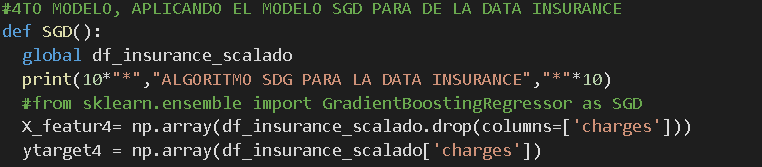 #4TO MODELO, APLICANDO EL MODELO SGD PARA DE LA DATA INSURANCE
def SGD():
  global df_insurance_scalado
  print(10*"*","ALGORITMO SDG PARA LA DATA INSURANCE","*"*10)
  #from sklearn.ensemble import GradientBoostingRegressor as SGD
  X_featur4= np.array(df_insurance_scalado.drop(columns=['charges']))
  ytarget4 = np.array(df_insurance_scalado['charges'])